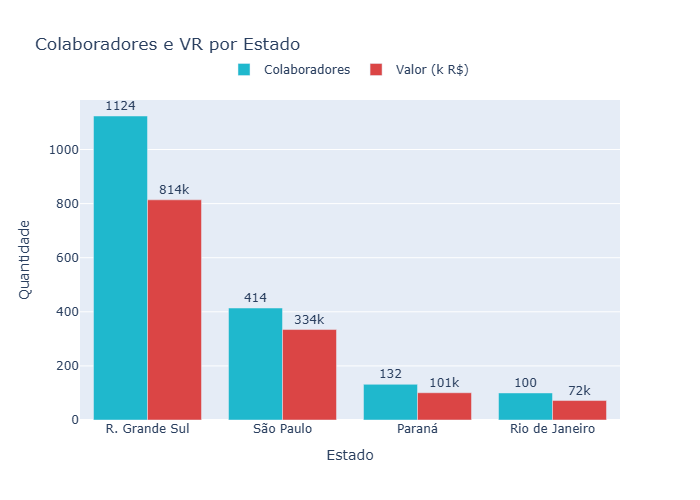 Colaboradores e VR por Estado
Colaboradores
Valor (k R$)
Quantidade
1000
800
600
400
200
0
1124
814k
414
334k
132
101k
100
72k
R. Grande Sul
São Paulo
Paraná
Rio de Janeiro
Estado